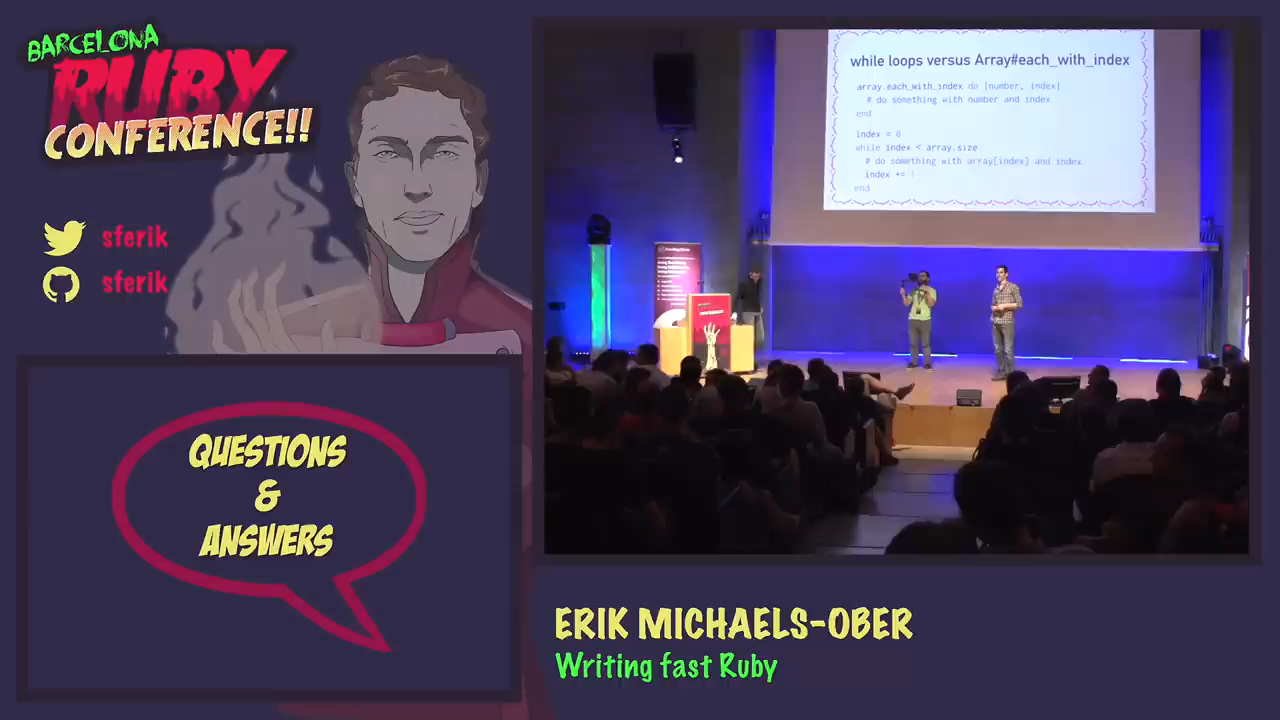 BARCELONA
RUBY
CONFERENCE!!
sferik
sferik
QUESTIONS
&
ANSWERS
while loops versus Array#each_with_index
array.each_with_index do |number, index|
# do something with number and index
end
index = 0
while index < array.size
# do something with array[index] and index
index += 1
end
CONFERENCE
ERIK MICHAELS-OBER
Writing fast Ruby